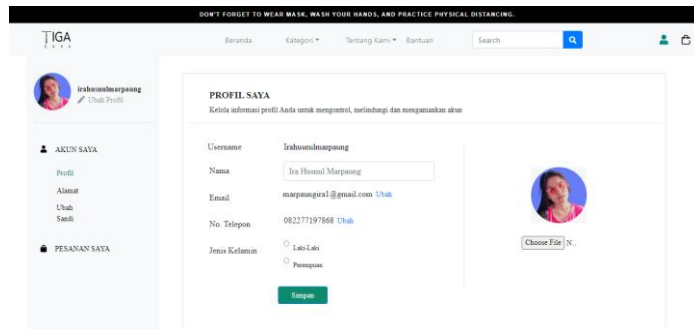 DON'T FORGET TO WEAR MASK, WASH YOUR HANDS, AND PRACTICE PHYSICAL DISTANCING.
TIGA
Beranda Kategori Tentang Kami Bantuan Search
irahusnulmarpaung
Ubah Profil
AKUN SAYA
Profil
Alamat
Ubah
Sandi
PESANAN SAYA
PROFIL SAYA
Kelola informasi profil Anda untuk mengontrol, melindungi dan mengamankan akun
Username Irahusnulmarpaung
Nama Ira Husnul Marpaung
Email marpaungira1@gmail.com Ubah
No. Telepon 082277197868 Ubah
Jenis Kelamin Laki-Laki
Perempuan
Simpan
Choose File N...